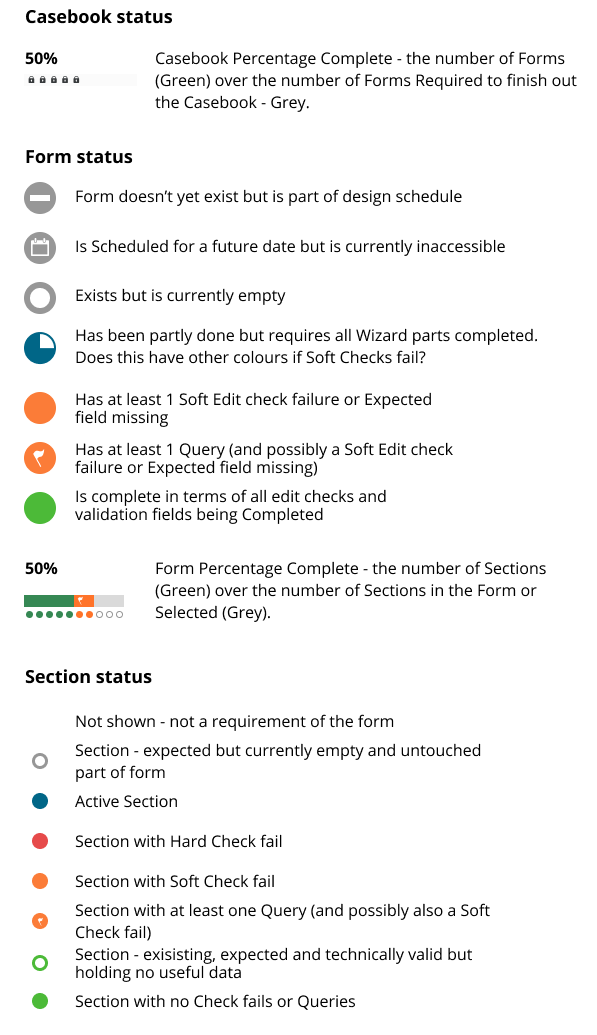 Casebook status
50%
Casebook Percentage Complete - the number of Forms
(Green) over the number of Forms Required to finish out
the Casebook - Grey.
Form status
Form doesn’t yet exist but is part of design schedule
Is Scheduled for a future date but is currently inaccessible
Exists but is currently empty
Has been partly done but requires all Wizard parts completed.
Does this have other colours if Soft Checks fail?
Has at least 1 Soft Edit check failure or Expected
field missing
Has at least 1 Query (and possibly a Soft Edit check
failure or Expected field missing)
Is complete in terms of all edit checks and
validation fields being Completed
50%
Form Percentage Complete - the number of Sections
(Green) over the number of Sections in the Form or
Selected (Grey).
Section status
Not shown - not a requirement of the form
Section - expected but currently empty and untouched
part of form
Active Section
Section with Hard Check fail
Section with Soft Check fail
Section with at least one Query (and possibly also a Soft
Check fail)
Section - exisisting, expected and technically valid but
holding no useful data
Section with no Check fails or Queries